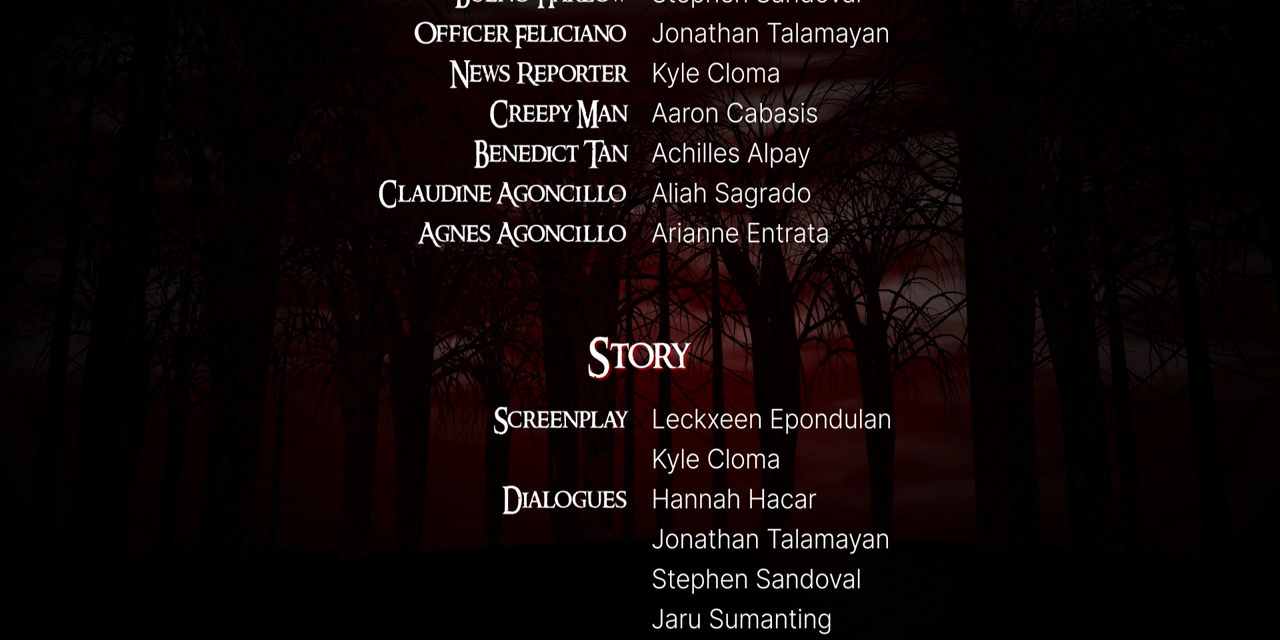 Stephen Sandoval
Officer Feliciano Jonathan Talamayan
News Reporter Kyle Cloma
Creepy Man Aaron Cabasis
Benedict Tan Achilles Alpay
Claudine Agoncillo Aliah Sagrado
Agnes Agoncillo Arianne Entrata
Story
Screenplay Leckxeen Epondulan
Kyle Cloma
Dialogues Hannah Hacar
Jonathan Talamayan
Stephen Sandoval
Jaru Sumanting